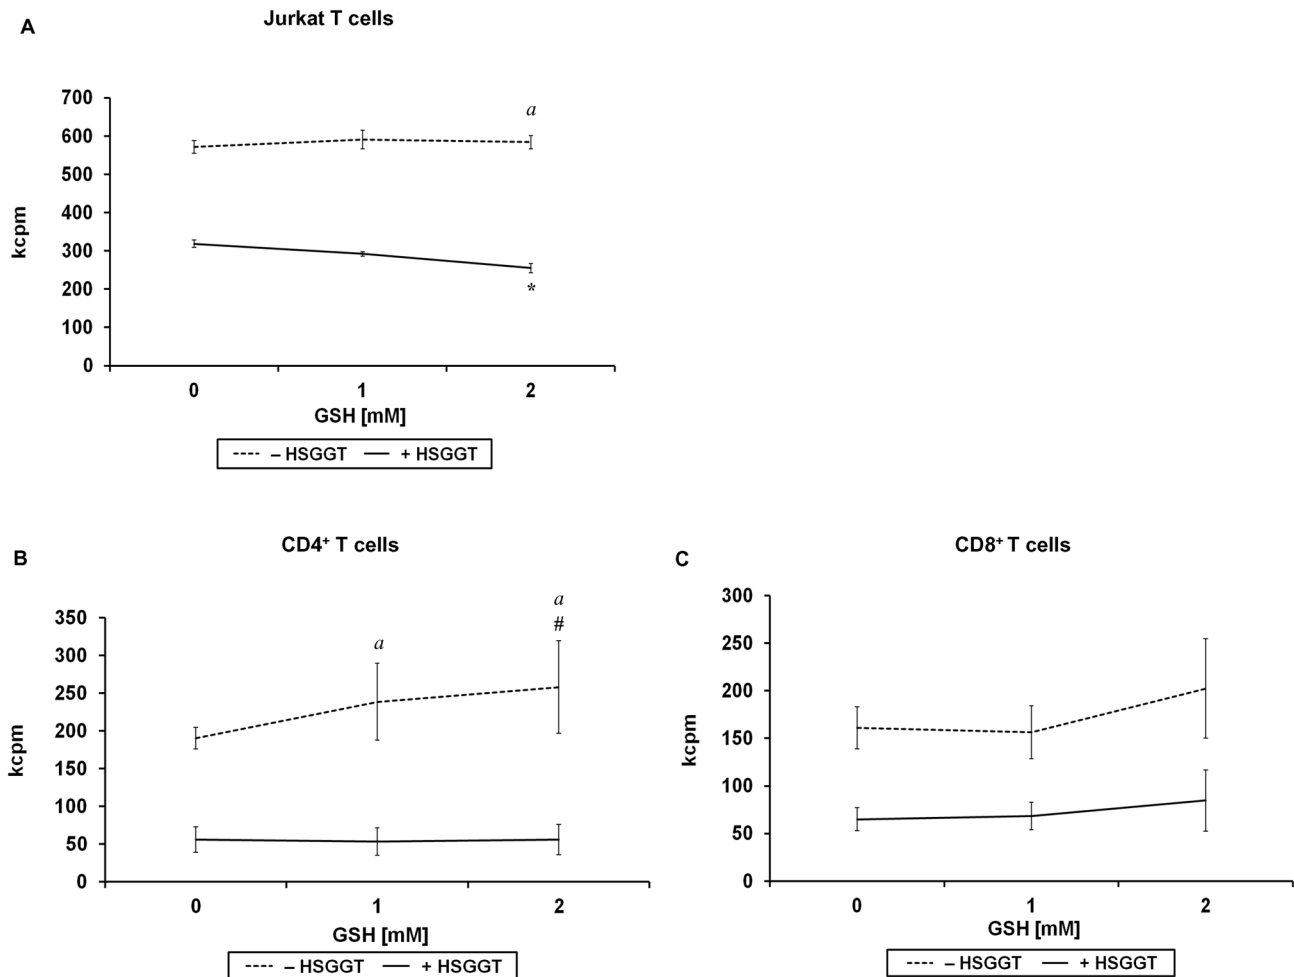 A
Jurkat T cells
700
600
500
400
300
200
100
0
kcpm
a
*
0 1 2
GSH [mM]
– HSGGT + HSGGT
B
CD4⁺ T cells
350
300
250
200
150
100
50
0
kcpm
a
a
#
0 1 2
GSH [mM]
– HSGGT + HSGGT
C
CD8⁺ T cells
300
250
200
150
100
50
0
kcpm
0 1 2
GSH [mM]
– HSGGT + HSGGT